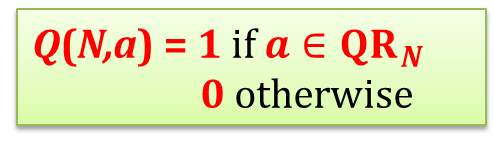 Q(N,a) = 1 if a ∈ QR_N
0 otherwise